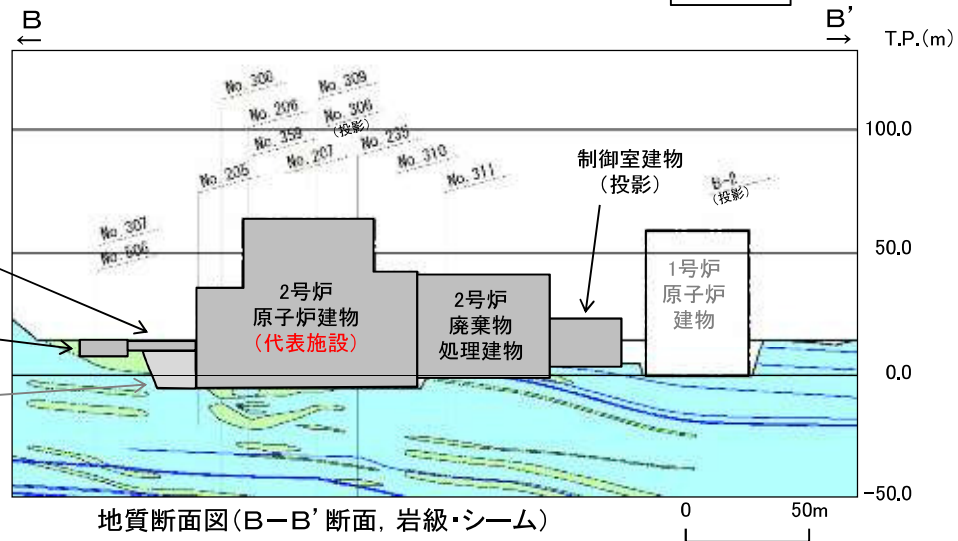 B
B'
T.P.(m)
No. 300
No. 309
No. 206
No. 306
(投影)
No. 359
No. 207
No. 235
No. 205
No. 310
No. 311
制御室建物
(投影)
B-2
(投影)
No. 307
No. 606
100.0
50.0
0.0
-50.0
2号炉
原子炉建物
(代表施設)
2号炉
廃棄物
処理建物
1号炉
原子炉
建物
地質断面図(B-B'断面, 岩級・シーム)
0 50m